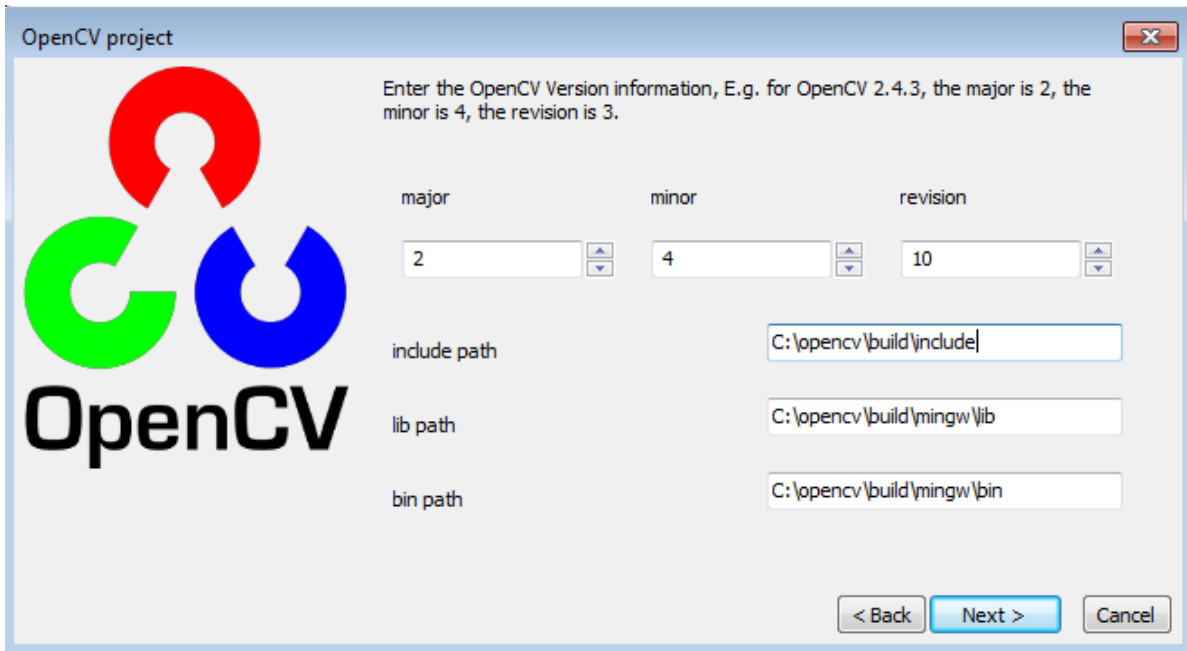 OpenCV project
Enter the OpenCV Version information, E.g. for OpenCV 2.4.3, the major is 2, the
minor is 4, the revision is 3.
major minor revision
2 4 10
include path C:\opencv\build\include
OpenCV
lib path C:\opencv\build\mingw\lib
bin path C:\opencv\build\mingw\bin
< Back Next > Cancel